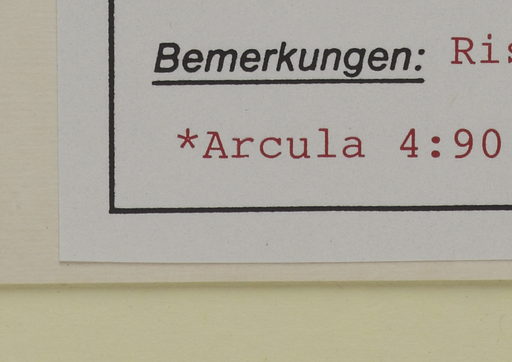 Bemerkungen: Ris
*Arcula 4:90